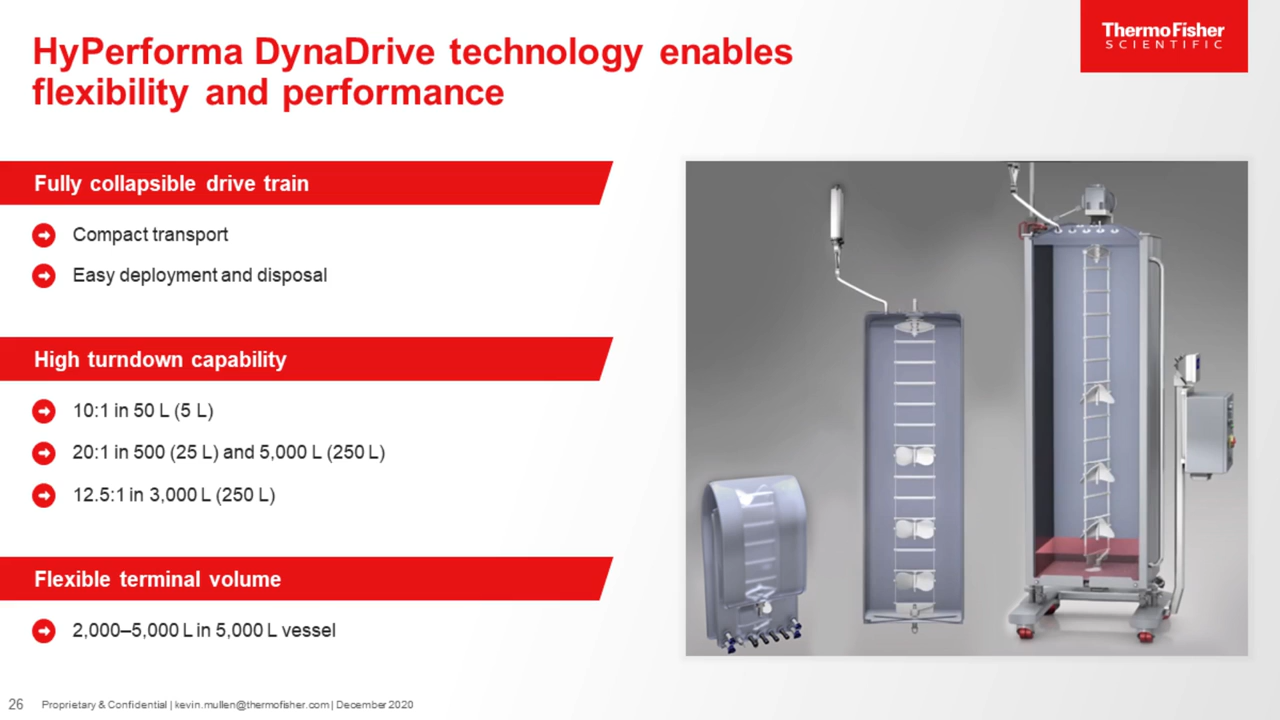 HyPerforma DynaDrive technology enables
flexibility and performance
ThermoFisher
SCIENTIFIC
Fully collapsible drive train
Compact transport
Easy deployment and disposal
High turndown capability
10:1 in 50 L (5 L)
20:1 in 500 (25 L) and 5,000 L (250 L)
12.5:1 in 3,000 L (250 L)
Flexible terminal volume
2,000–5,000 L in 5,000 L vessel
26 Proprietary & Confidential | kevin.mullen@thermofisher.com | December 2020